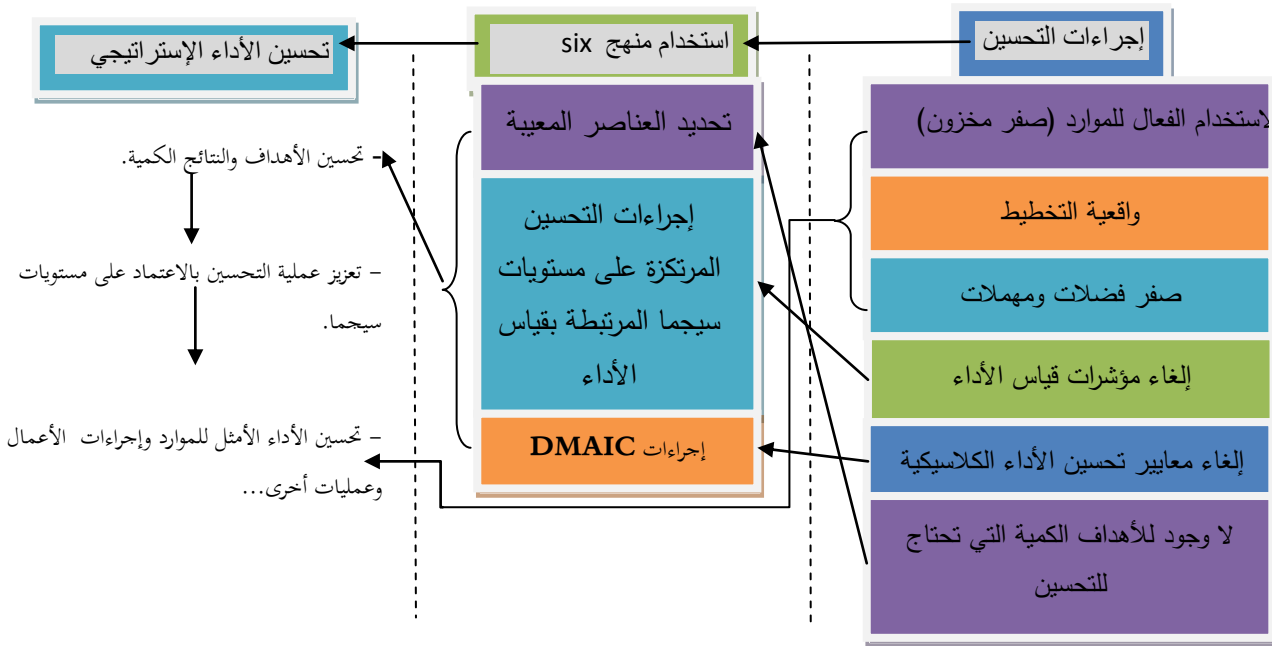 إجراءات التحسين
استخدام منهج six
تحسين الأداء الإستراتيجي
لاستخدام الفعال للموارد (صفر مخزون)
واقعية التخطيط
صفر فضلات ومهملات
إلغاء مؤشرات قياس الأداء
إلغاء معايير تحسين الأداء الكلاسيكية
لا وجود للأهداف الكمية التي تحتاج
للتحسين
تحديد العناصر المعيبة
إجراءات التحسين
المرتكزة على مستويات
سيجما المرتبطة بقياس
الأداء
إجراءات DMAIC
- تحسين الأهداف والنتائج الكمية.
- تعزيز عملية التحسين بالاعتماد على مستويات
سيجما.
- تحسين الأداء الأمثل للموارد وإجراءات الأعمال
وعمليات أخرى...